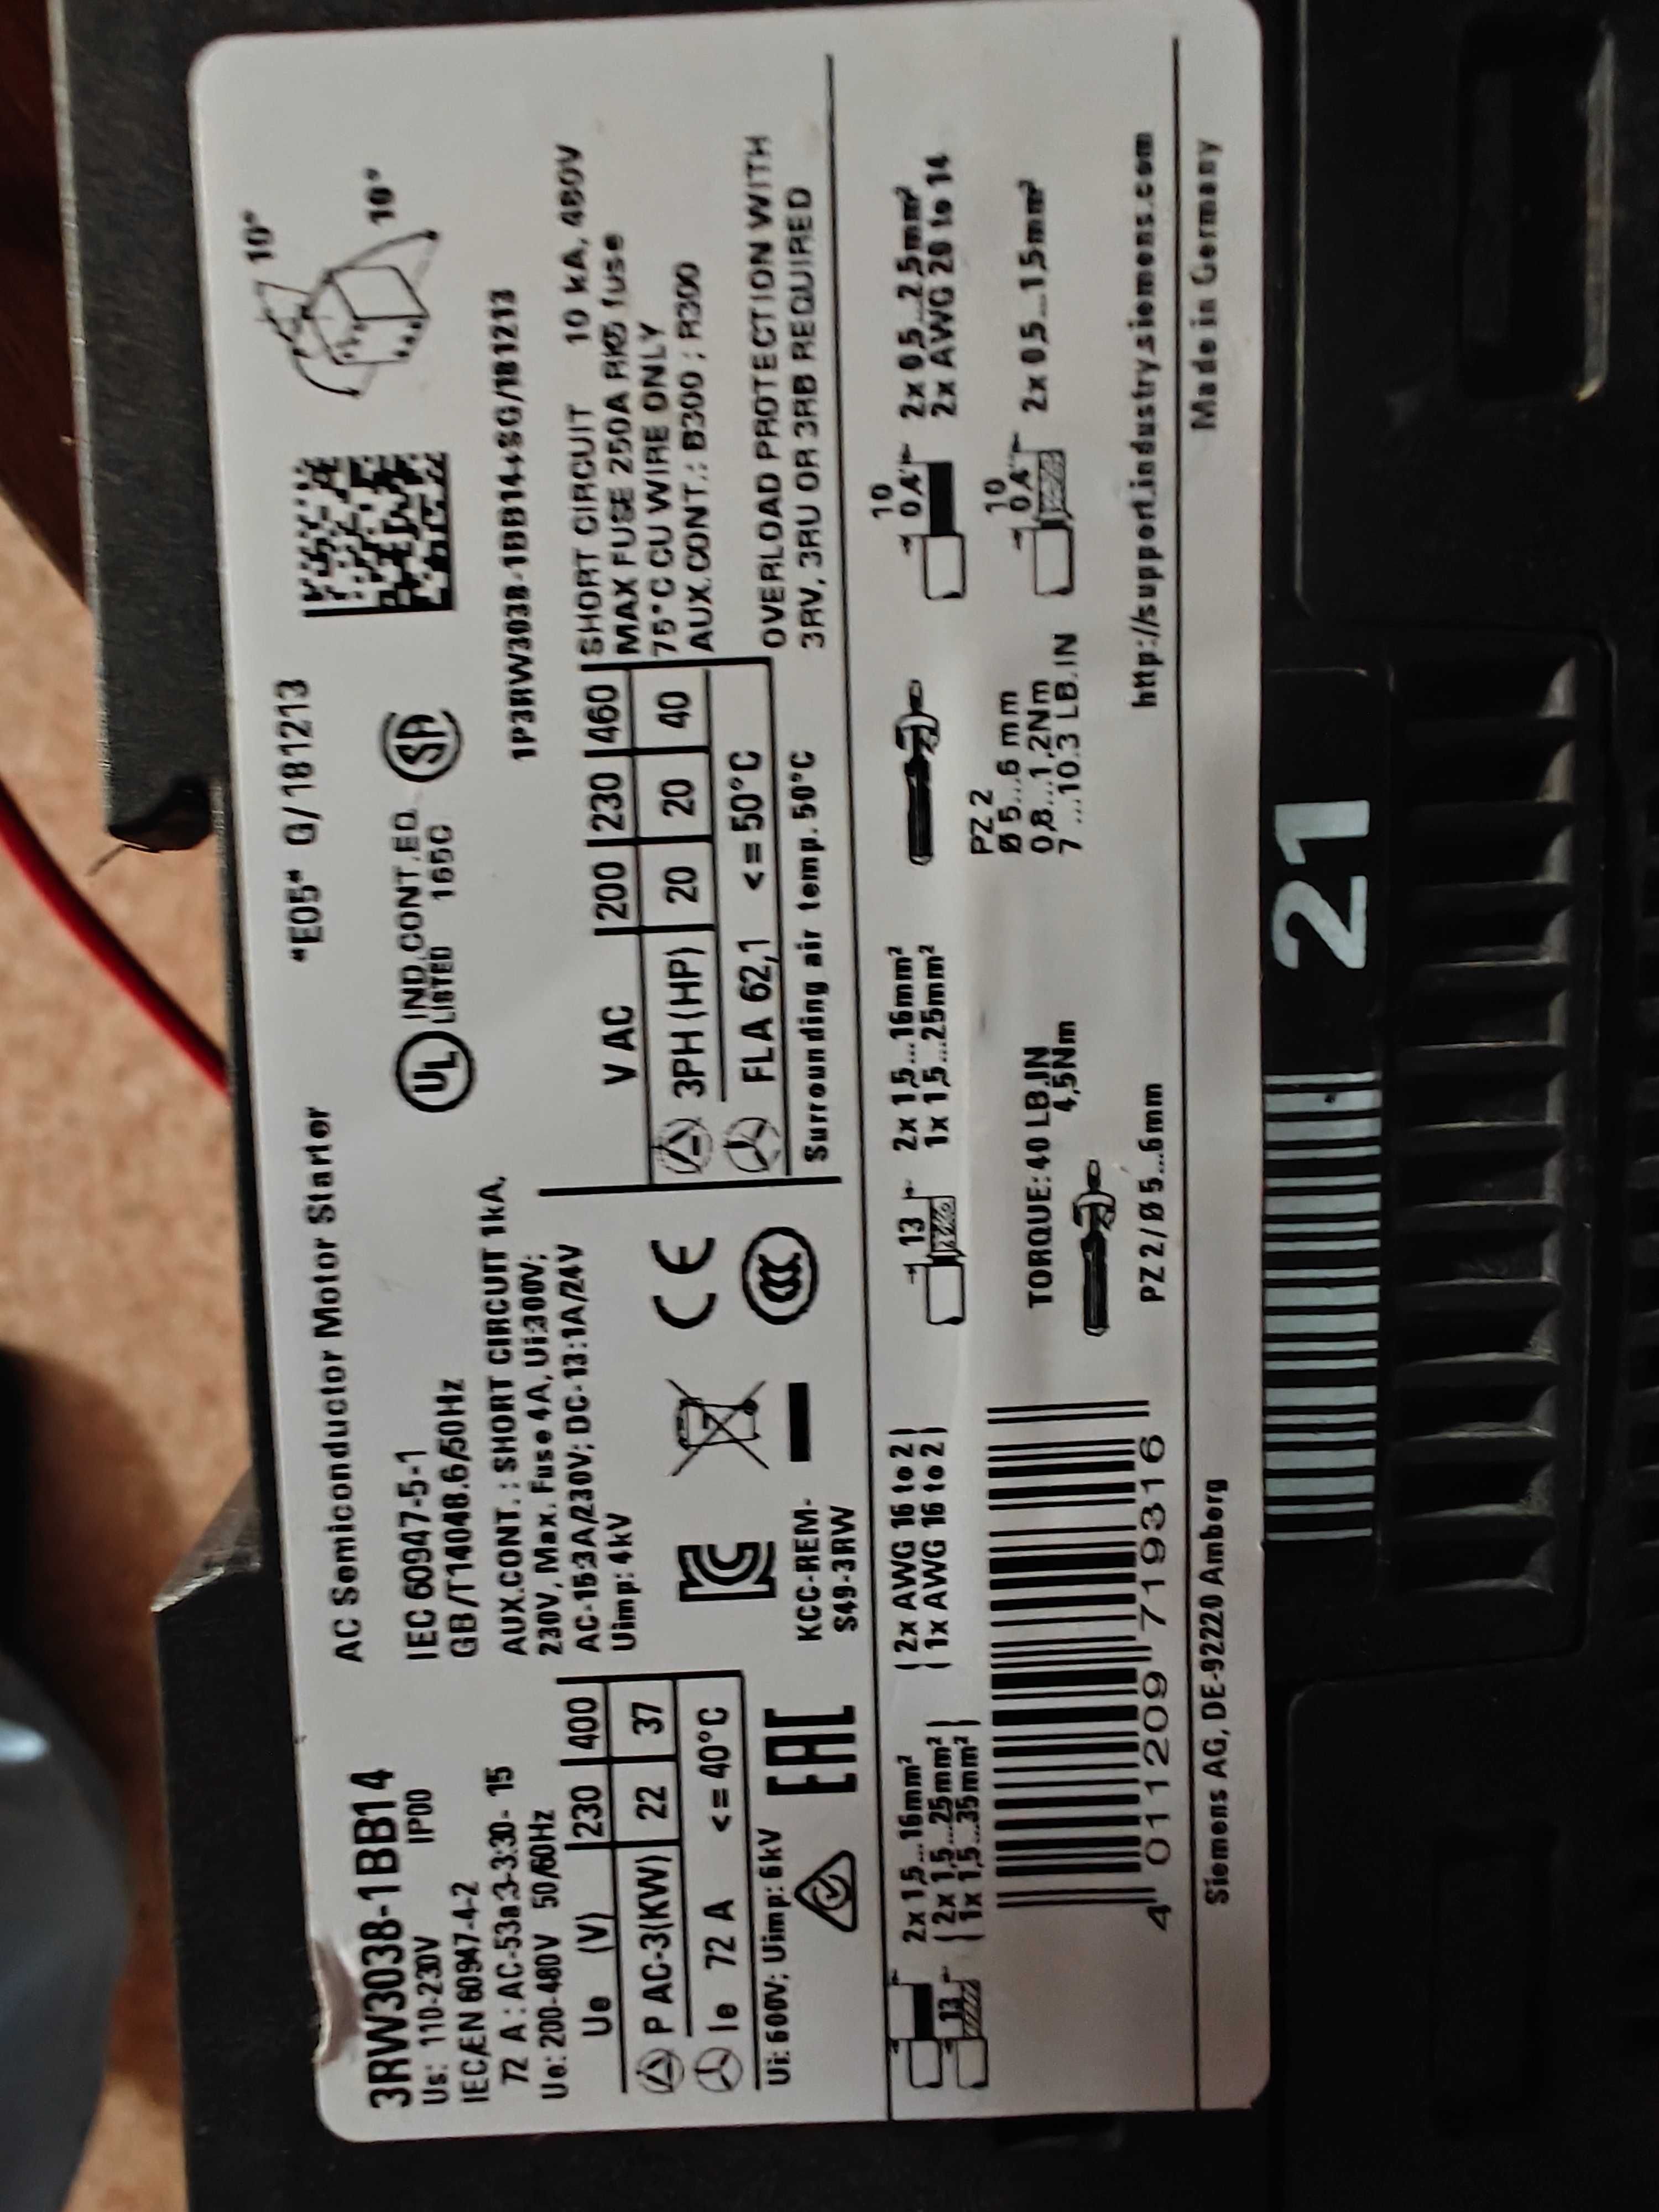 3RW3038-1BB14
Us: 110-230V IP00
IEC/EN 60947-4-2
72 A : AC-53a:3-3:30- 15
Ue: 200-480V 50/60Hz
Ue (V) 230 400
P AC-3(KW) 22 37
Ie 72 A <=40°C
Ui: 600V; Uimp: 6kV
EAC
AC Semiconductor Motor Starter
IEC 60947-5-1
GB/T14048.6/50Hz
AUX.CONT. : SHORT CIRCUIT 1kA,
230V, Max. Fuse 4A, Ui:300V;
AC-15:3A/230V; DC-13:1A/24V
Uimp: 4kV
KCC-REM-
S49-3RW
CE
CCC
*E05* G/181213
UL IND.CONT.EQ.
LISTED 165C
SA
1P3RW3038-1BB14+SG/181213
10°
10°
V AC 200 230 460
3PH (HP) 20 20 40
FLA 62,1 <=50°C
Surrounding air temp. 50°C
SHORT CIRCUIT 10 kA, 480V
MAX FUSE 250A RK5 fuse
75°C CU WIRE ONLY
AUX.CONT.: B300 ; R300
OVERLOAD PROTECTION WITH
3RV, 3RU OR 3RB REQUIRED
13
2x 1,5...16mm²
( 2x 1,5...25mm² )
( 1x 1,5...35mm² )
( 2x AWG 16 to 2 )
( 1x AWG 16 to 2 )
13
2x 1,5...16mm²
1x 1,5...25mm²
TORQUE: 40 LB.IN
4,5Nm
PZ 2 / Ø 5...6mm
PZ 2
Ø 5...6 mm
0,8...1,2Nm
7 ...10.3 LB.IN
10
0.4"
2x 0,5...2,5mm²
2x AWG 20 to 14
10
0.4"
2x 0,5...1,5mm²
4 011209 719316
http://support.industry.siemens.com
Siemens AG, DE-92220 Amberg
Made in Germany
21